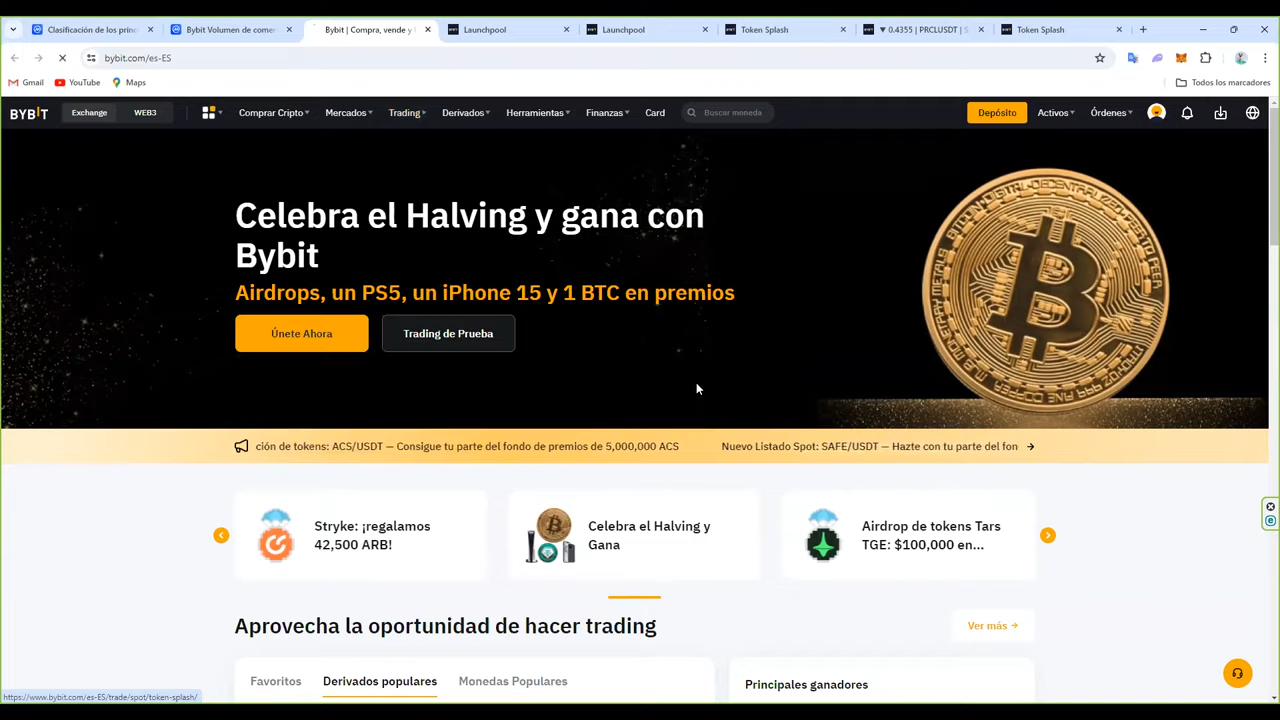 Clasificación de los princ
Bybit Volumen de comer
Bybit | Compra, vende y
Launchpool
Launchpool
Token Splash
▼ 0.4355 | PRCLUSDT | S
Token Splash
bybit.com/es-ES
Gmail
YouTube
Maps
Todos los marcadores
BYBIT
Exchange
WEB3
Comprar Cripto
Mercados
Trading
Derivados
Herramientas
Finanzas
Card
Buscar moneda
Depósito
Activos
Órdenes
Celebra el Halving y gana con
Bybit
Airdrops, un PS5, un iPhone 15 y 1 BTC en premios
Únete Ahora
Trading de Prueba
ción de tokens: ACS/USDT — Consigue tu parte del fondo de premios de 5,000,000 ACS
Nuevo Listado Spot: SAFE/USDT — Hazte con tu parte del fon
Stryke: ¡regalamos
42,500 ARB!
Celebra el Halving y
Gana
Airdrop de tokens Tars
TGE: $100,000 en...
Aprovecha la oportunidad de hacer trading
Ver más →
Favoritos
Derivados populares
Monedas Populares
Principales ganadores
https://www.bybit.com/es-ES/trade/spot/token-splash/